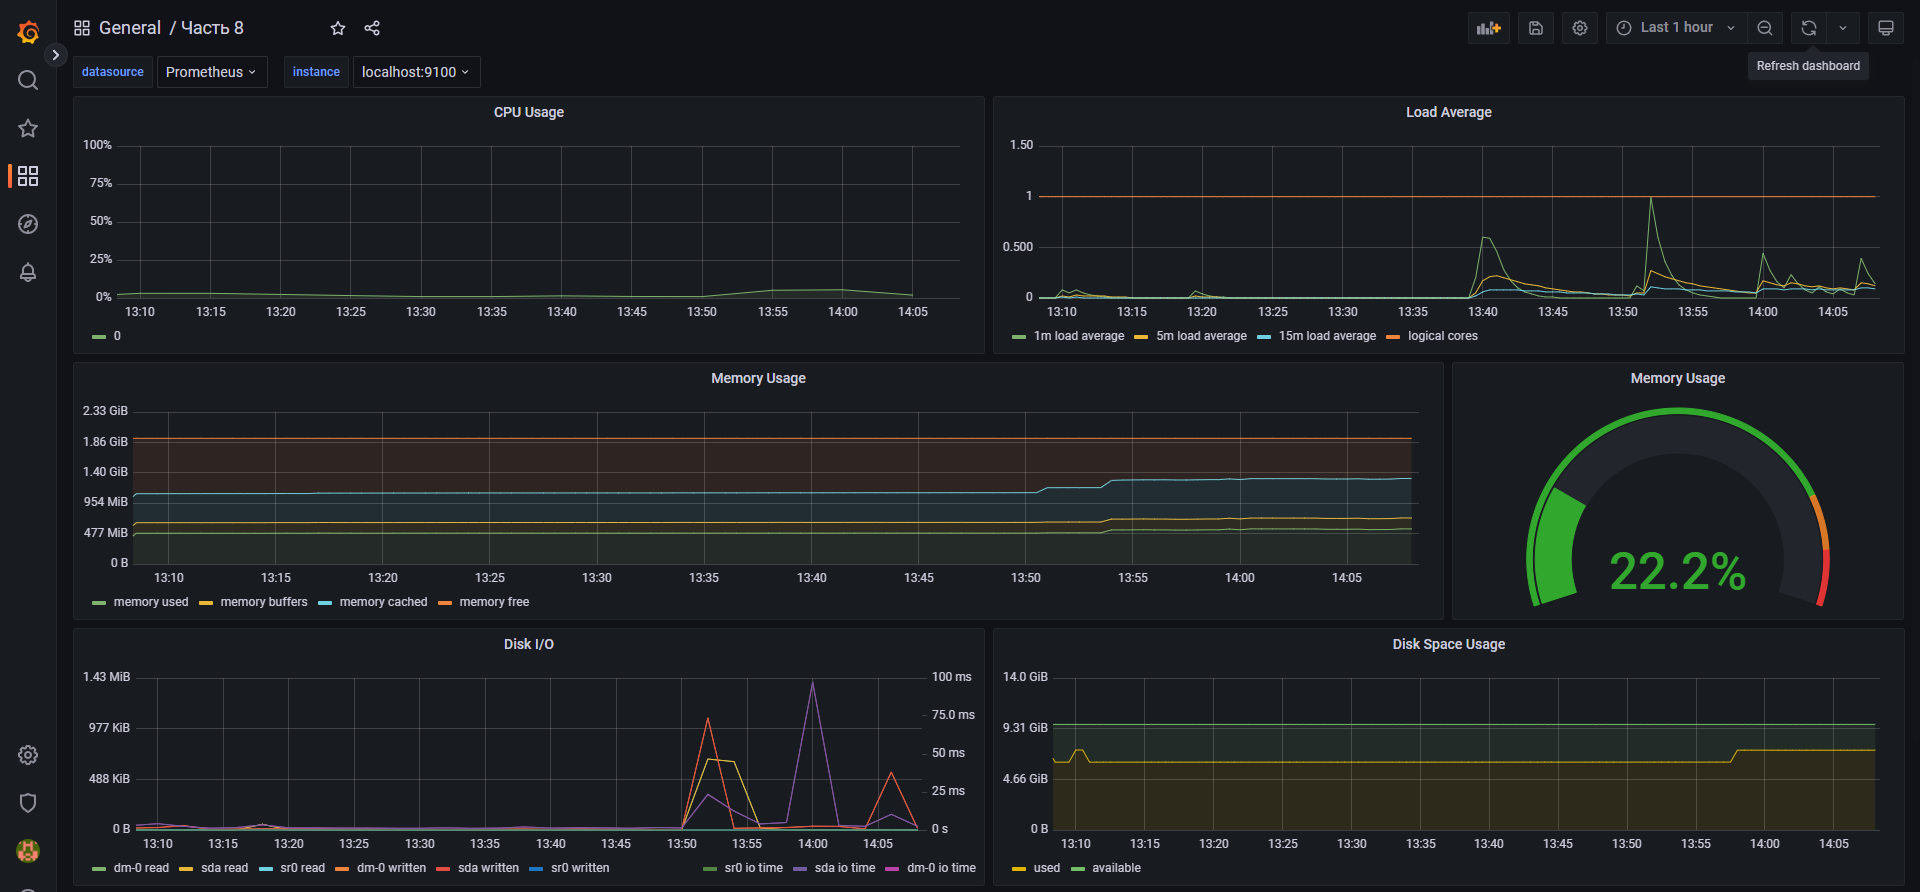 General / Часть 8
Last 1 hour
datasource Prometheus instance localhost:9100
Refresh dashboard
CPU Usage
100%
75%
50%
25%
0%
13:10 13:15 13:20 13:25 13:30 13:35 13:40 13:45 13:50 13:55 14:00 14:05
0
Load Average
1.50
1
0.500
0
13:10 13:15 13:20 13:25 13:30 13:35 13:40 13:45 13:50 13:55 14:00 14:05
1m load average 5m load average 15m load average logical cores
Memory Usage
2.33 GiB
1.86 GiB
1.40 GiB
954 MiB
477 MiB
0 B
13:10 13:15 13:20 13:25 13:30 13:35 13:40 13:45 13:50 13:55 14:00 14:05
memory used memory buffers memory cached memory free
Memory Usage
22.2%
Disk I/O
1.43 MiB 100 ms
75.0 ms
977 KiB
50 ms
488 KiB
25 ms
0 B 0 s
13:10 13:15 13:20 13:25 13:30 13:35 13:40 13:45 13:50 13:55 14:00 14:05
dm-0 read sda read sr0 read dm-0 written sda written sr0 written sr0 io time sda io time dm-0 io time
Disk Space Usage
14.0 GiB
9.31 GiB
4.66 GiB
0 B
13:10 13:15 13:20 13:25 13:30 13:35 13:40 13:45 13:50 13:55 14:00 14:05
used available